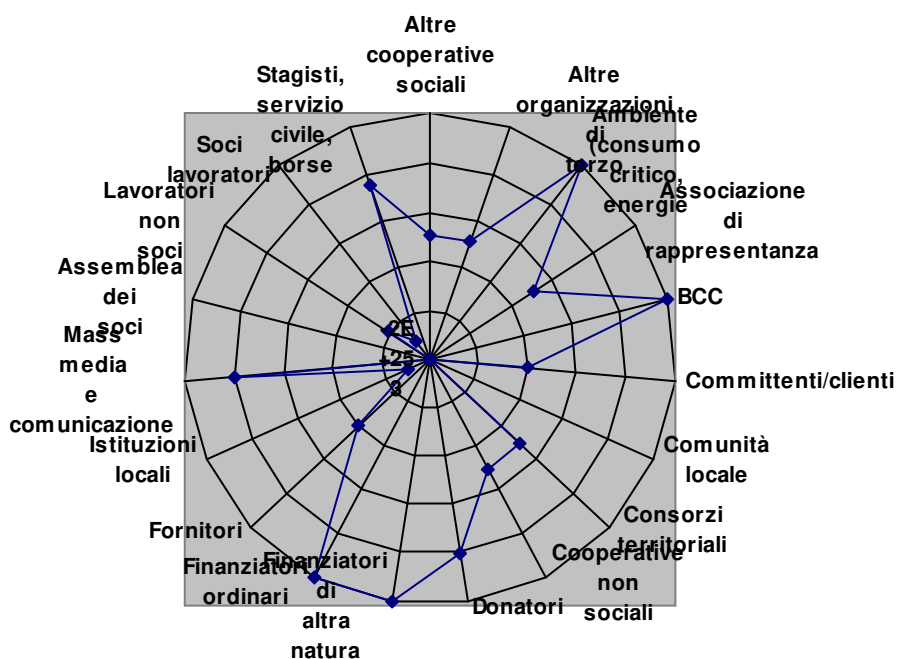 Altre
cooperative
sociali
Altre
organizzazioni
di
terzo
Ambiente
(consumo
critico,
energie
Associazione
di
rappresentanza
BCC
Committenti/clienti
Comunità
locale
Consorzi
territoriali
Cooperative
non
sociali
Donatori
Finanziatori
di
altra
natura
Finanziatori
ordinari
Fornitori
Istituzioni
locali
Mass
media
e
comunicazione
Assemblea
dei
soci
Lavoratori
non
soci
Soci
lavoratori
Stagisti,
servizio
civile,
borse
3